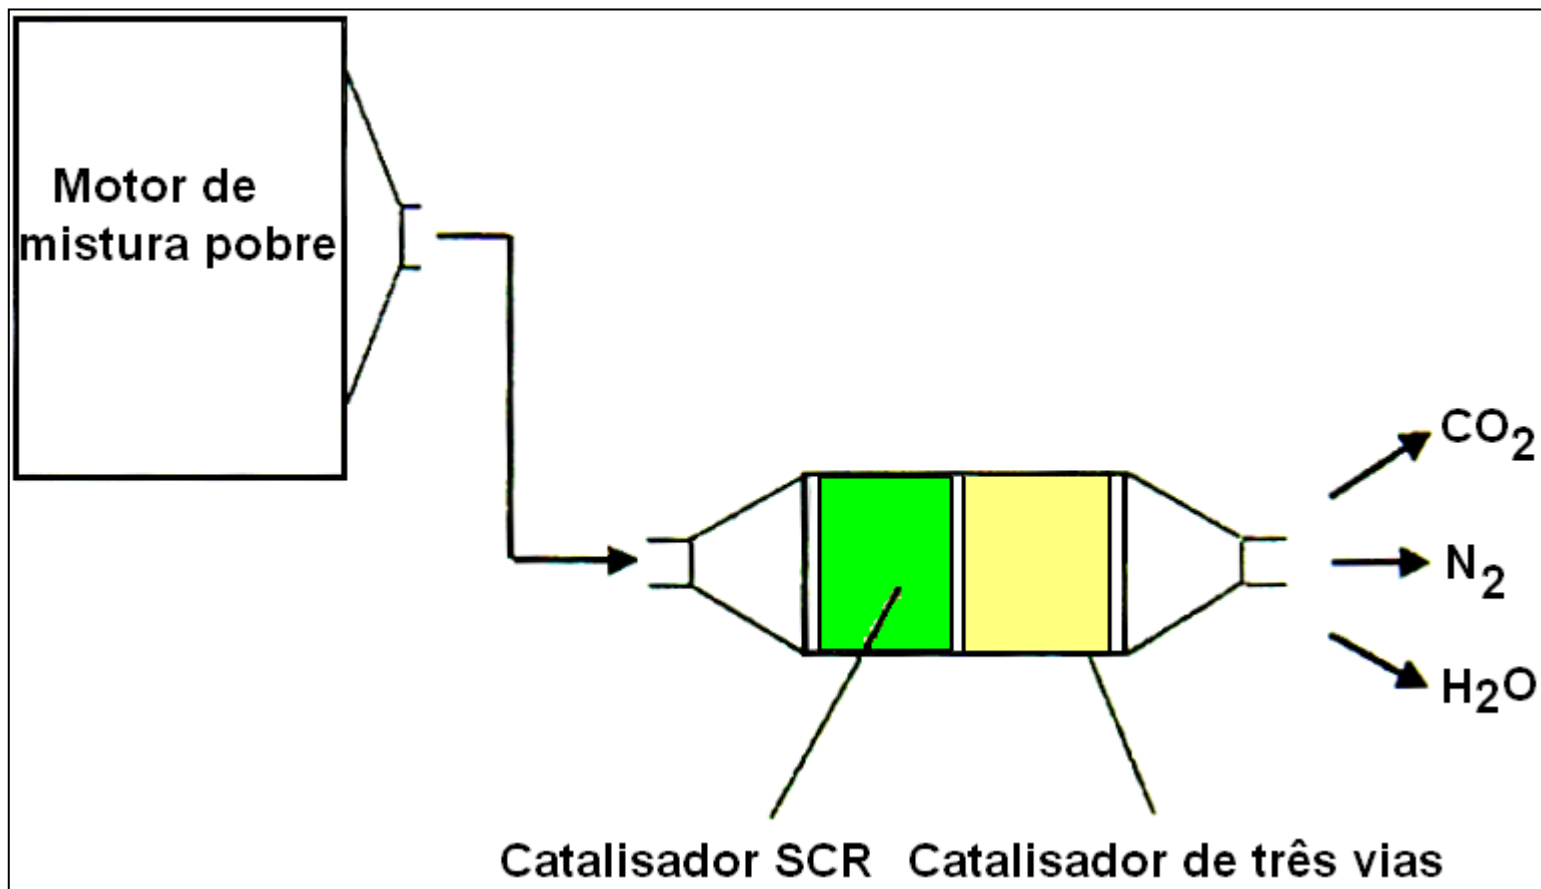 Motor de
mistura pobre
CO2
N2
H2O
Catalisador SCR
Catalisador de três vias